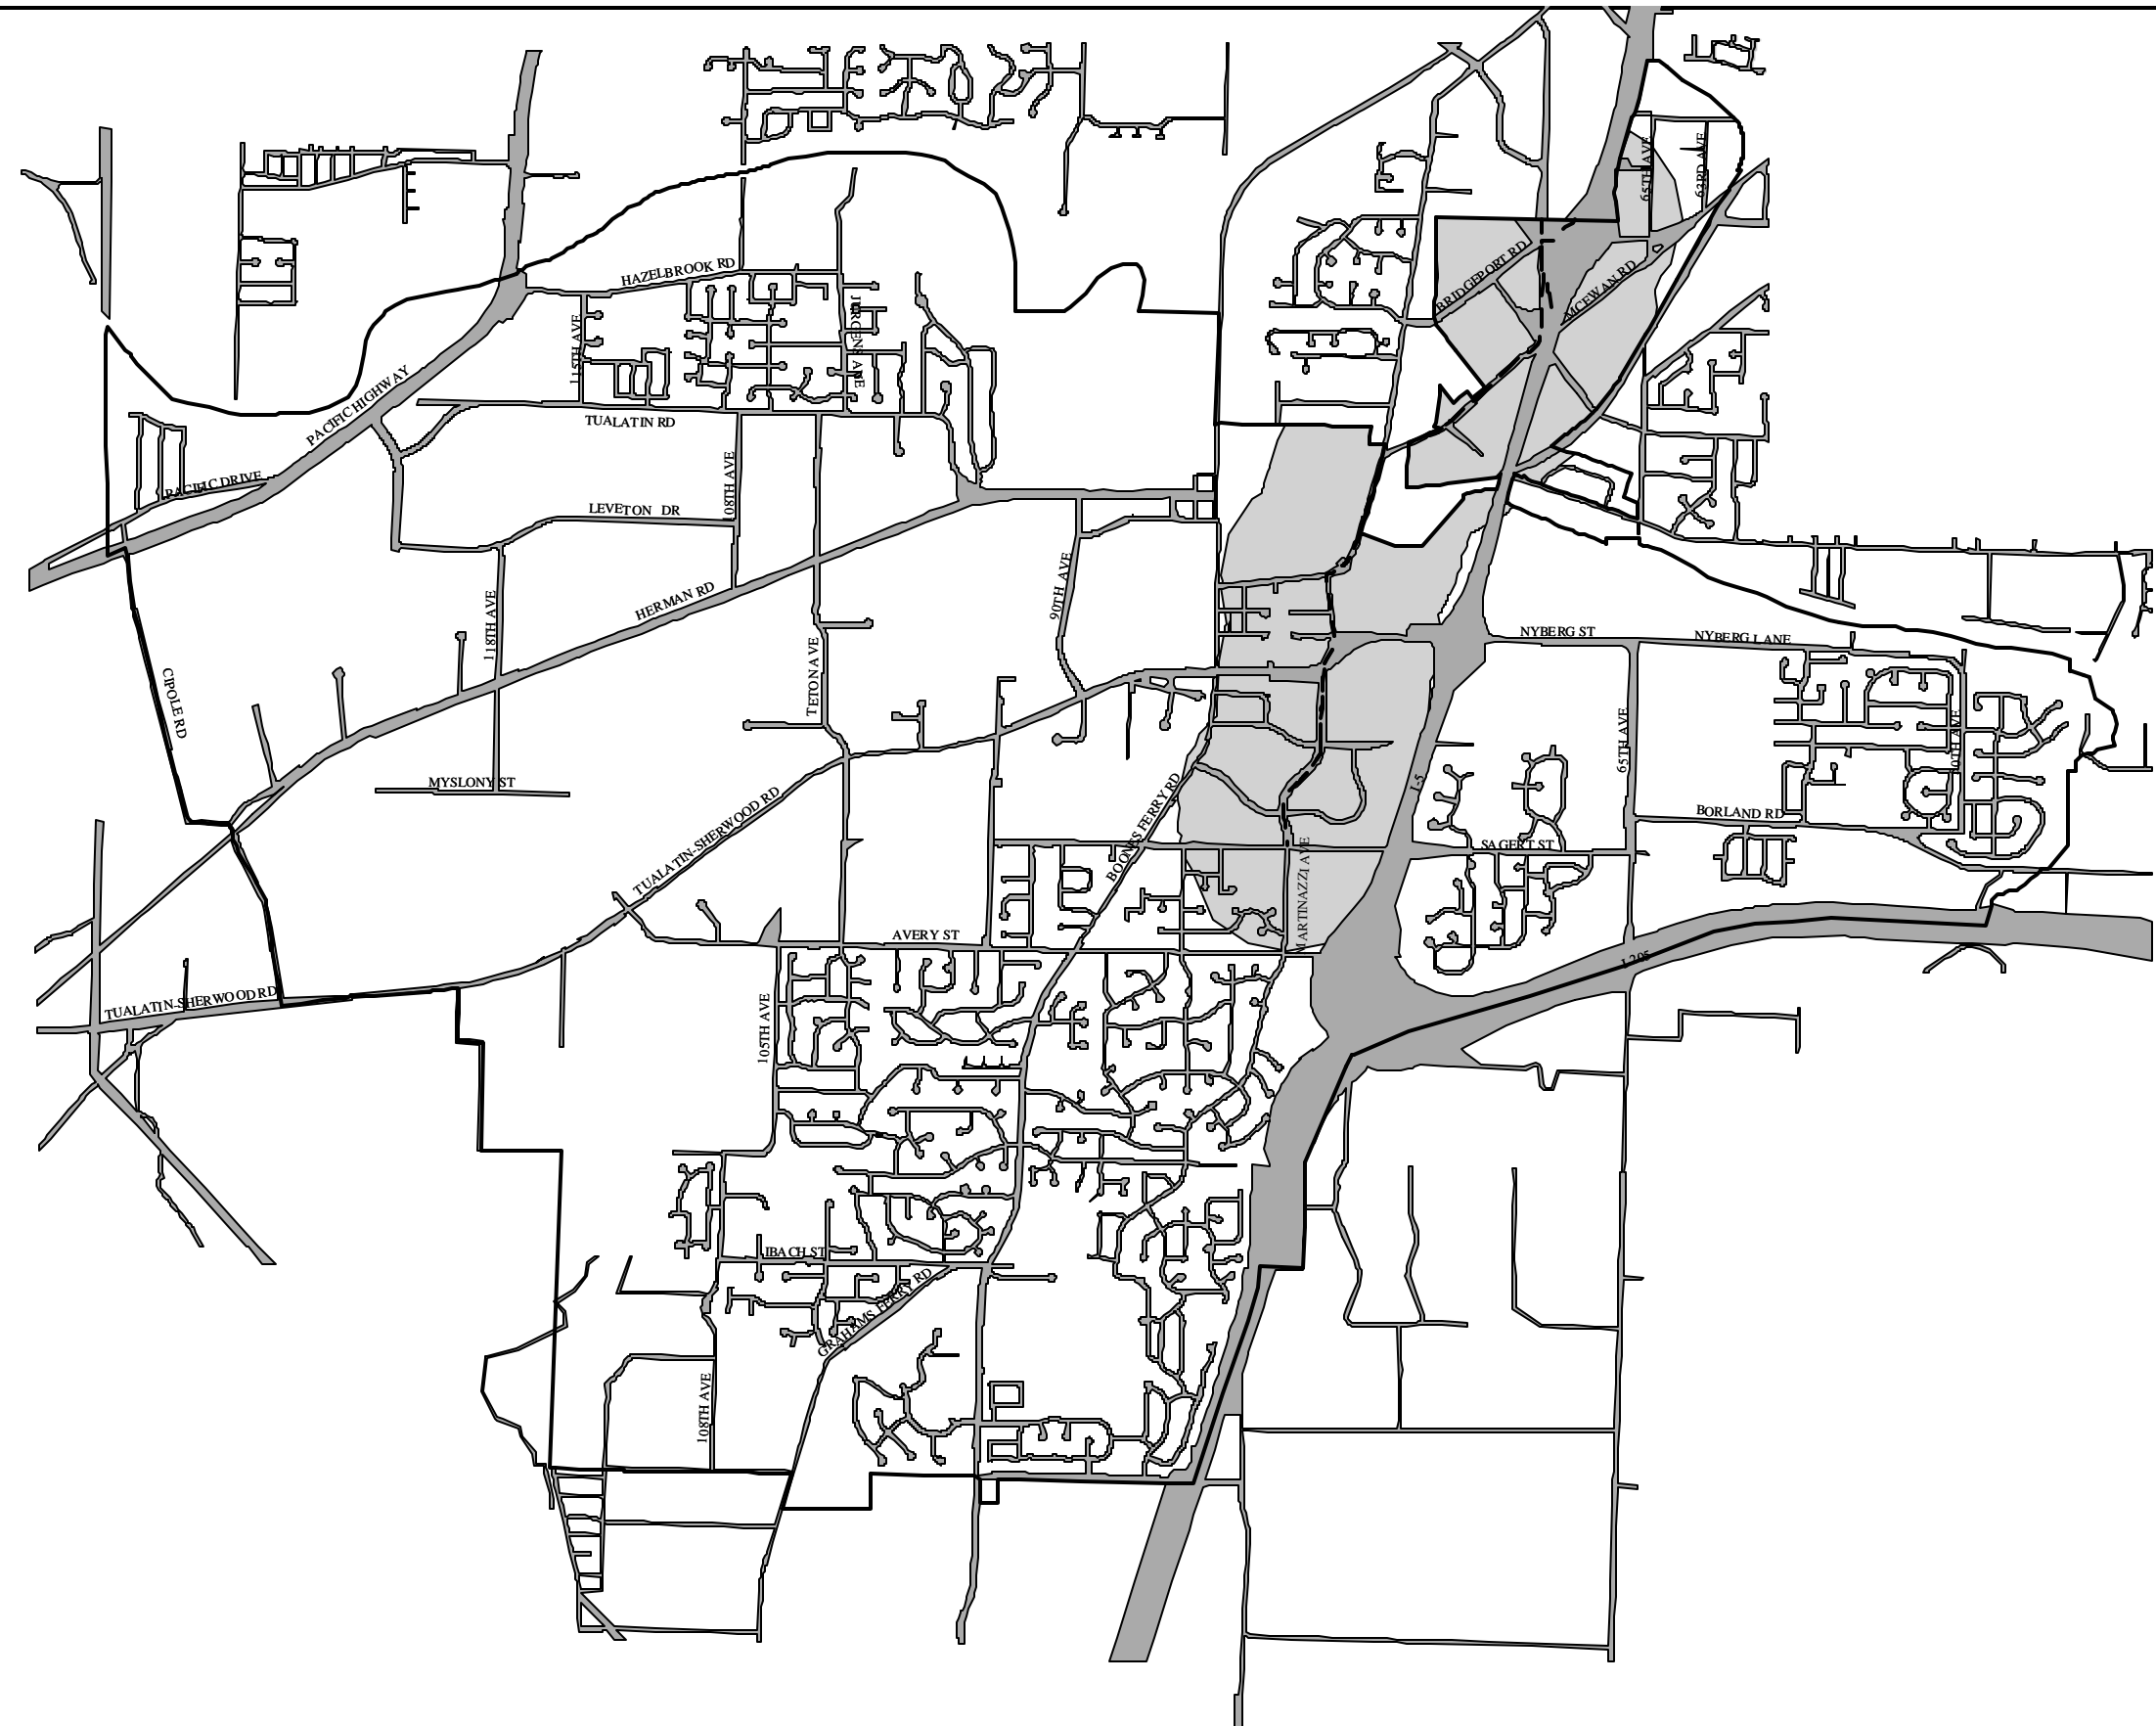 65TH AVE
63RD AVE
HAZELBROOK RD
BRIDGEPORT RD
MCEWAN RD
115TH AVE
JURGENS AVE
PACIFIC HIGHWAY
TUALATIN RD
PACIFIC DRIVE
108TH AVE
LEVETON DR
90TH AVE
HERMAN RD
118TH AVE
NYBERG ST
NYBERG LANE
CIPOLE RD
TETON AVE
65TH AVE
MYSLONY ST
I-5
TUALATIN-SHERWOOD RD
BOONES FERRY RD
BORLAND RD
SAGERT ST
MARTINAZZI AVE
AVERY ST
I-205
TUALATIN-SHERWOOD RD
105TH AVE
IBACH ST
GRAHAMS FERRY RD
108TH AVE